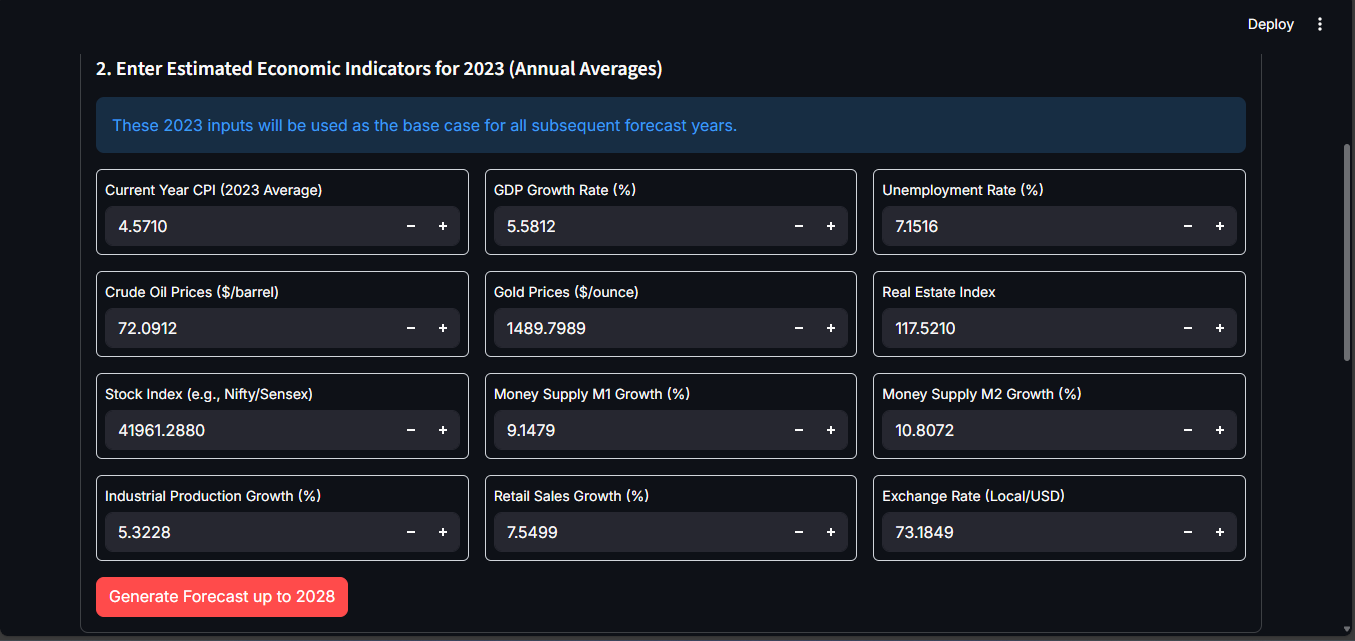 Deploy
2. Enter Estimated Economic Indicators for 2023 (Annual Averages)
These 2023 inputs will be used as the base case for all subsequent forecast years.
Current Year CPI (2023 Average)
4.5710
GDP Growth Rate (%)
5.5812
Unemployment Rate (%)
7.1516
Crude Oil Prices ($/barrel)
72.0912
Gold Prices ($/ounce)
1489.7989
Real Estate Index
117.5210
Stock Index (e.g., Nifty/Sensex)
41961.2880
Money Supply M1 Growth (%)
9.1479
Money Supply M2 Growth (%)
10.8072
Industrial Production Growth (%)
5.3228
Retail Sales Growth (%)
7.5499
Exchange Rate (Local/USD)
73.1849
Generate Forecast up to 2028